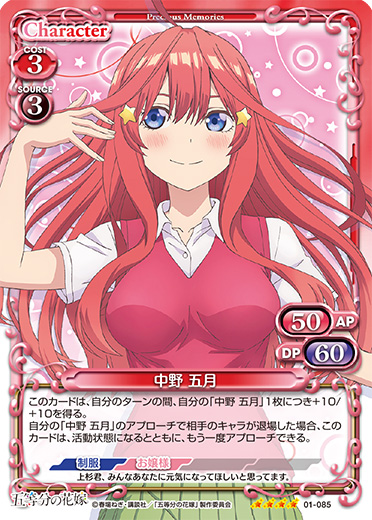 Precious Memories
Character
COST
3
SOURCE
3
50 AP
DP 60
中野 五月
このカードは、自分のターンの間、自分の「中野 五月」1枚につき+10/
+10を得る。
自分の「中野 五月」のアプローチで相手のキャラが退場した場合、この
カードは、活動状態になるとともに、もう一度アプローチできる。
制服 お嬢様
上杉君、みんなあなたに元気になってほしいと思ってます。
五等分の花嫁 ©春場ねぎ・講談社/「五等分の花嫁」製作委員会 01-085